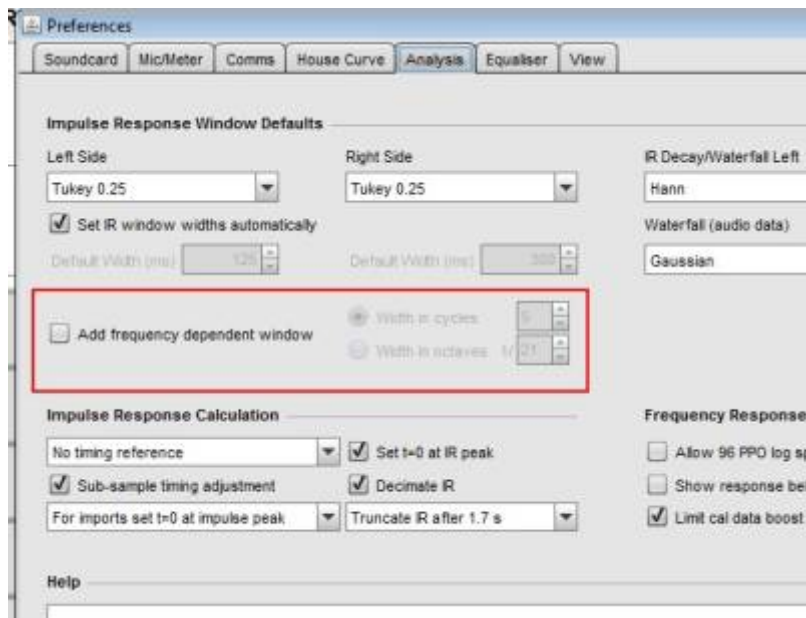 Preferences
Soundcard Mic/Meter Comms House Curve Analysis Equaliser View
Impulse Response Window Defaults
Left Side Right Side IR Decay/Waterfall Left
Tukey 0.25 Tukey 0.25 Hann
Set IR window widths automatically Waterfall (audio data)
Default Width (ms) 125 Default Width (ms) 500 Gaussian
Width in cycles 5
Add frequency dependent window
Width in octaves 1/ 21
Impulse Response Calculation Frequency Response
No timing reference Set t=0 at IR peak Allow 96 PPO log sp
Sub-sample timing adjustment Decimate IR Show response bel
For imports set t=0 at impulse peak Truncate IR after 1.7 s Limit cal data boost
Help